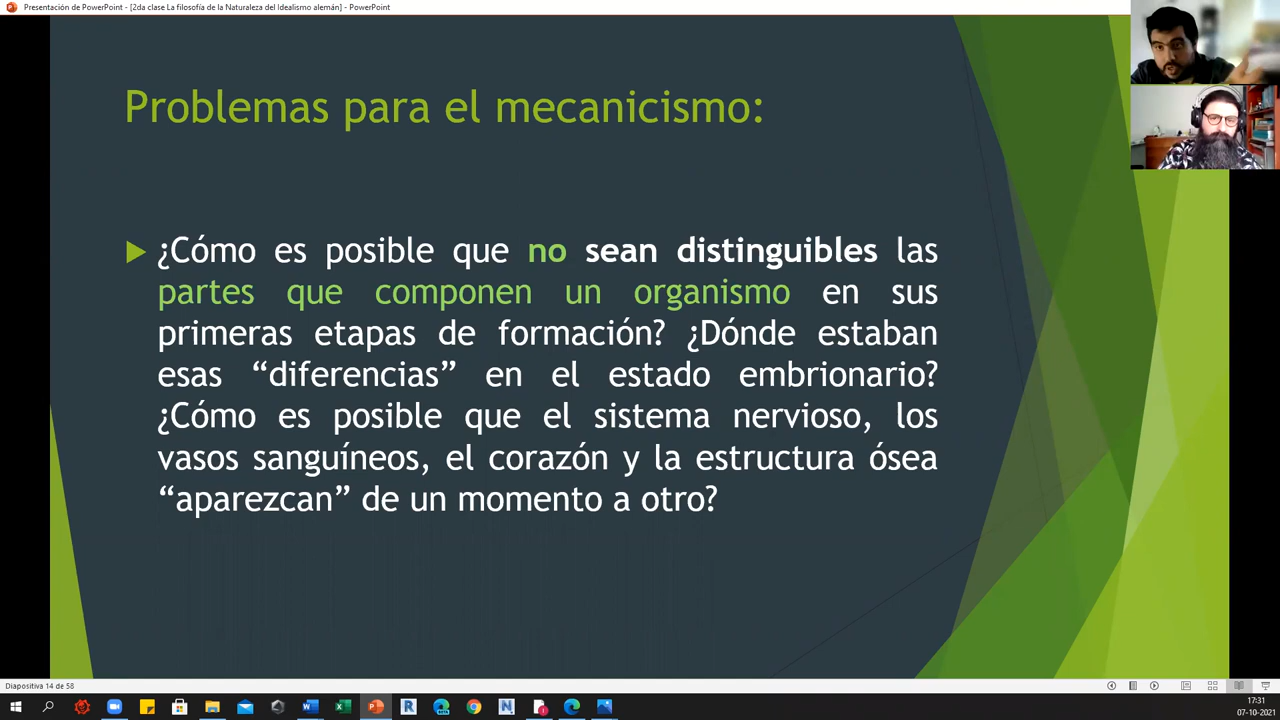 Presentación de PowerPoint - [2da clase La filosofía de la Naturaleza del Idealismo alemán] - PowerPoint
Problemas para el mecanicismo:
¿Cómo es posible que no sean distinguibles las
partes que componen un organismo en sus
primeras etapas de formación? ¿Dónde estaban
esas “diferencias” en el estado embrionario?
¿Cómo es posible que el sistema nervioso, los
vasos sanguíneos, el corazón y la estructura ósea
“aparezcan” de un momento a otro?
Diapositiva 14 de 58
17:31
07-10-2021